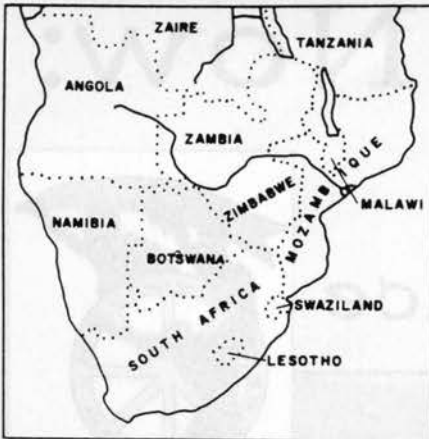 ZAIRE
TANZANIA
ANGOLA
ZAMBIA
MALAWI
ZIMBABWE
MOZAMBIQUE
NAMIBIA
BOTSWANA
SWAZILAND
SOUTH AFRICA
LESOTHO